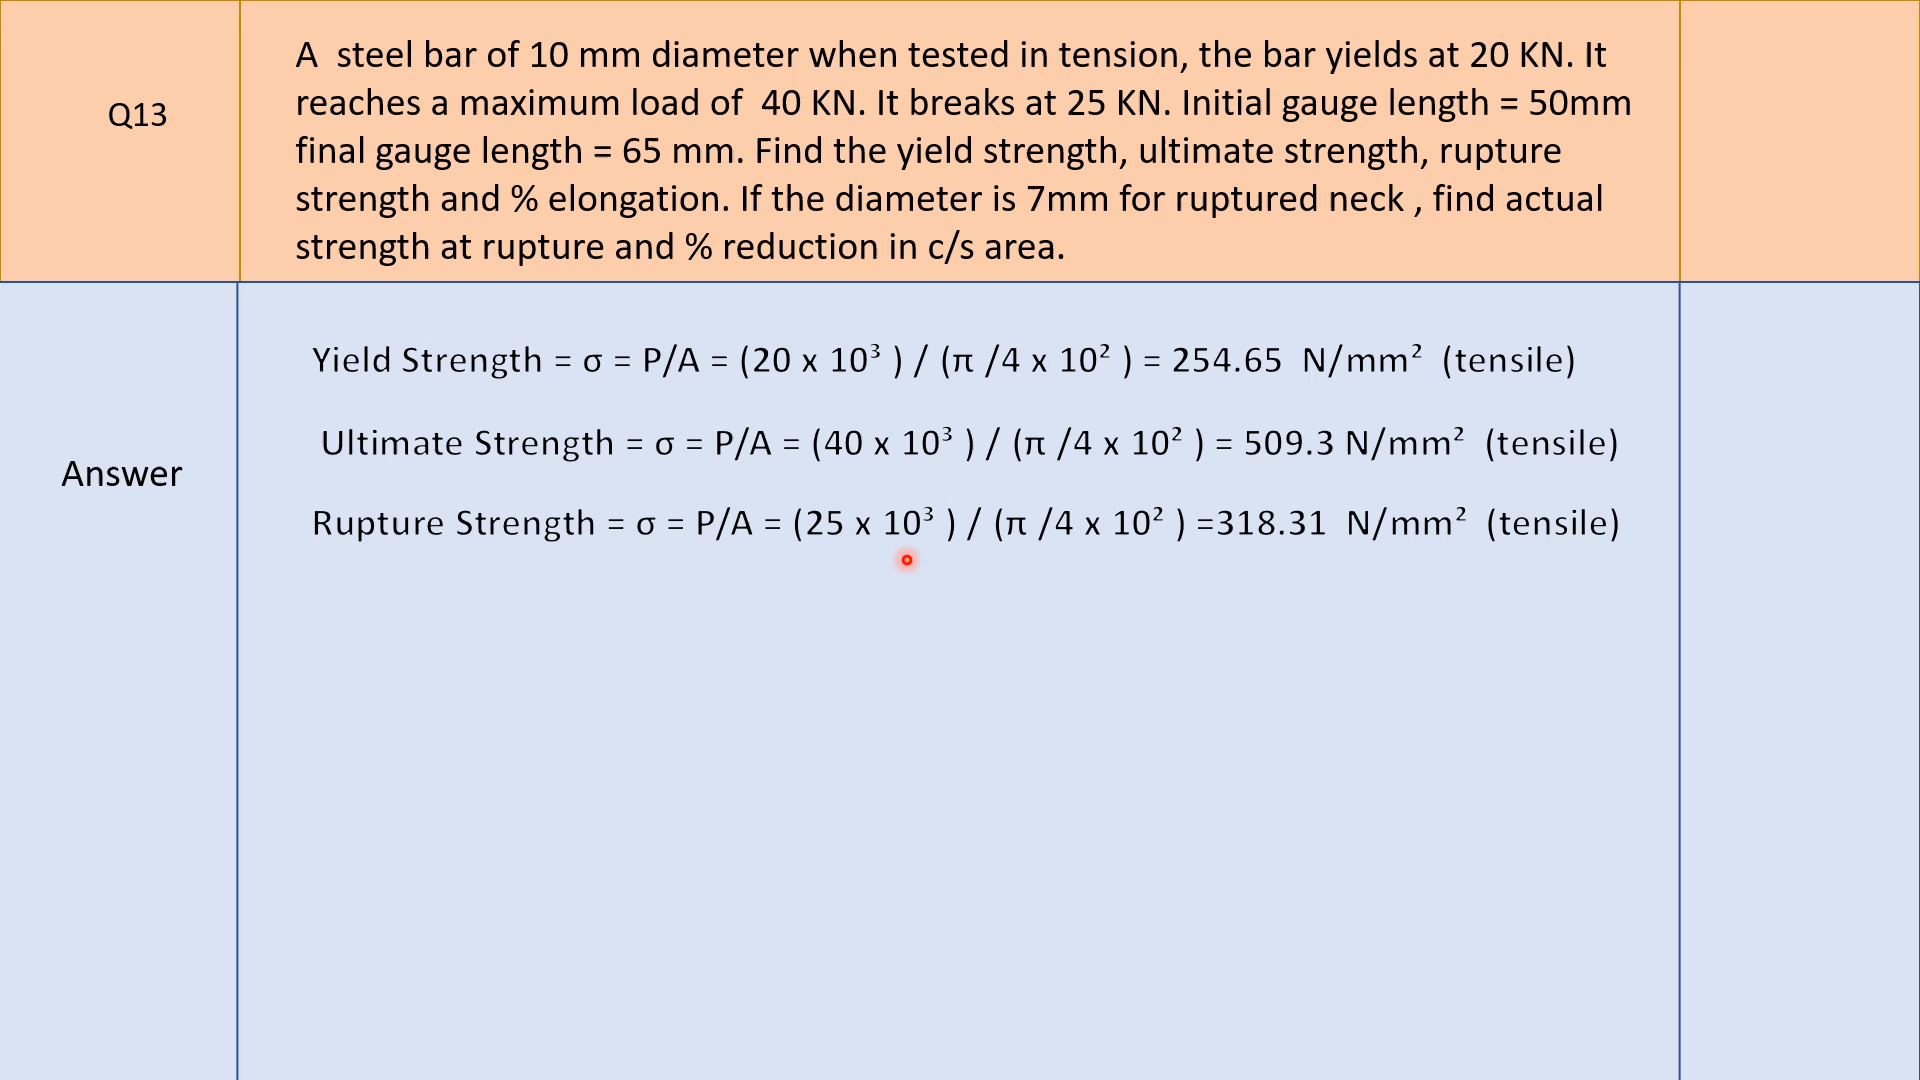 Q13
A  steel bar of 10 mm diameter when tested in tension, the bar yields at 20 KN. It
reaches a maximum load of  40 KN. It breaks at 25 KN. Initial gauge length = 50mm
final gauge length = 65 mm. Find the yield strength, ultimate strength, rupture
strength and % elongation. If the diameter is 7mm for ruptured neck , find actual
strength at rupture and % reduction in c/s area.
Answer
Yield Strength = σ = P/A = (20 x 10³ ) / (π /4 x 10² ) = 254.65  N/mm²  (tensile)
Ultimate Strength = σ = P/A = (40 x 10³ ) / (π /4 x 10² ) = 509.3 N/mm²  (tensile)
Rupture Strength = σ = P/A = (25 x 10³ ) / (π /4 x 10² ) =318.31  N/mm²  (tensile)